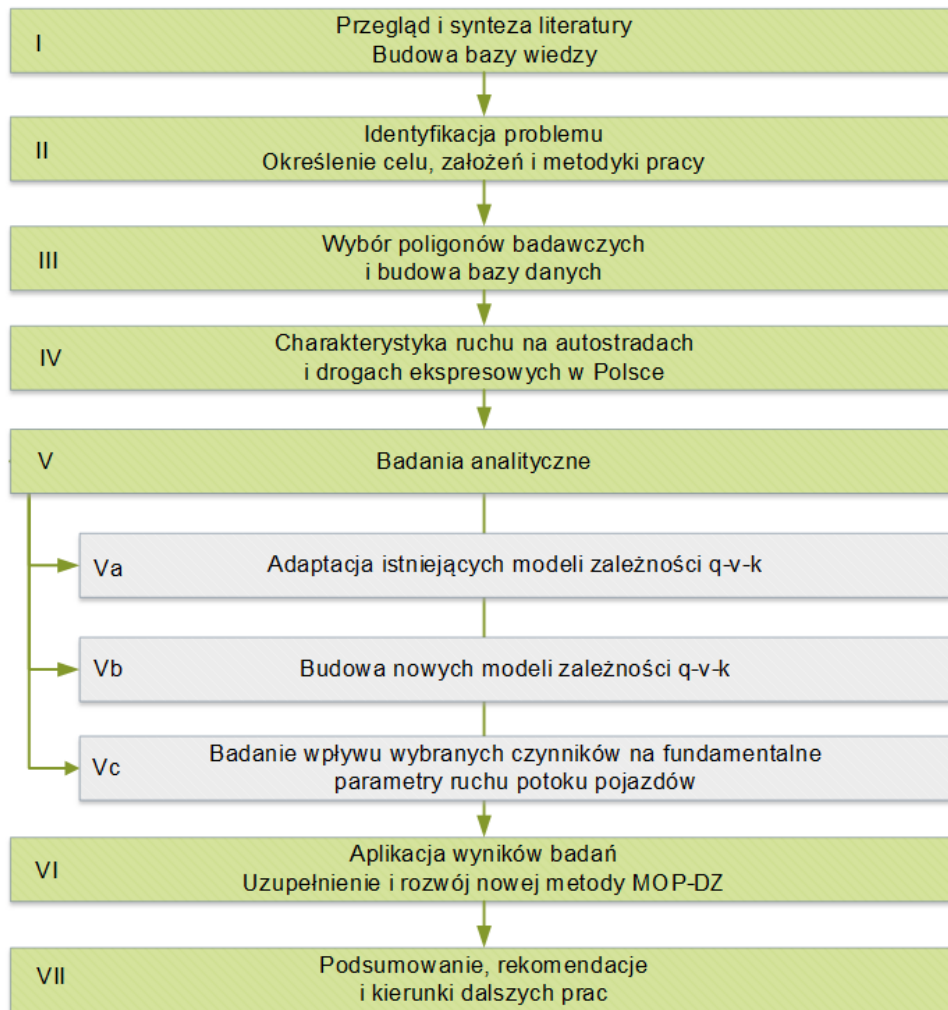 I
Przegląd i synteza literatury
Budowa bazy wiedzy
II
Identyfikacja problemu
Określenie celu, założeń i metodyki pracy
III
Wybór poligonów badawczych
i budowa bazy danych
IV
Charakterystyka ruchu na autostradach
i drogach ekspresowych w Polsce
V
Badania analityczne
Va
Adaptacja istniejących modeli zależności q-v-k
Vb
Budowa nowych modeli zależności q-v-k
Vc
Badanie wpływu wybranych czynników na fundamentalne
parametry ruchu potoku pojazdów
VI
Aplikacja wyników badań
Uzupełnienie i rozwój nowej metody MOP-DZ
VII
Podsumowanie, rekomendacje
i kierunki dalszych prac